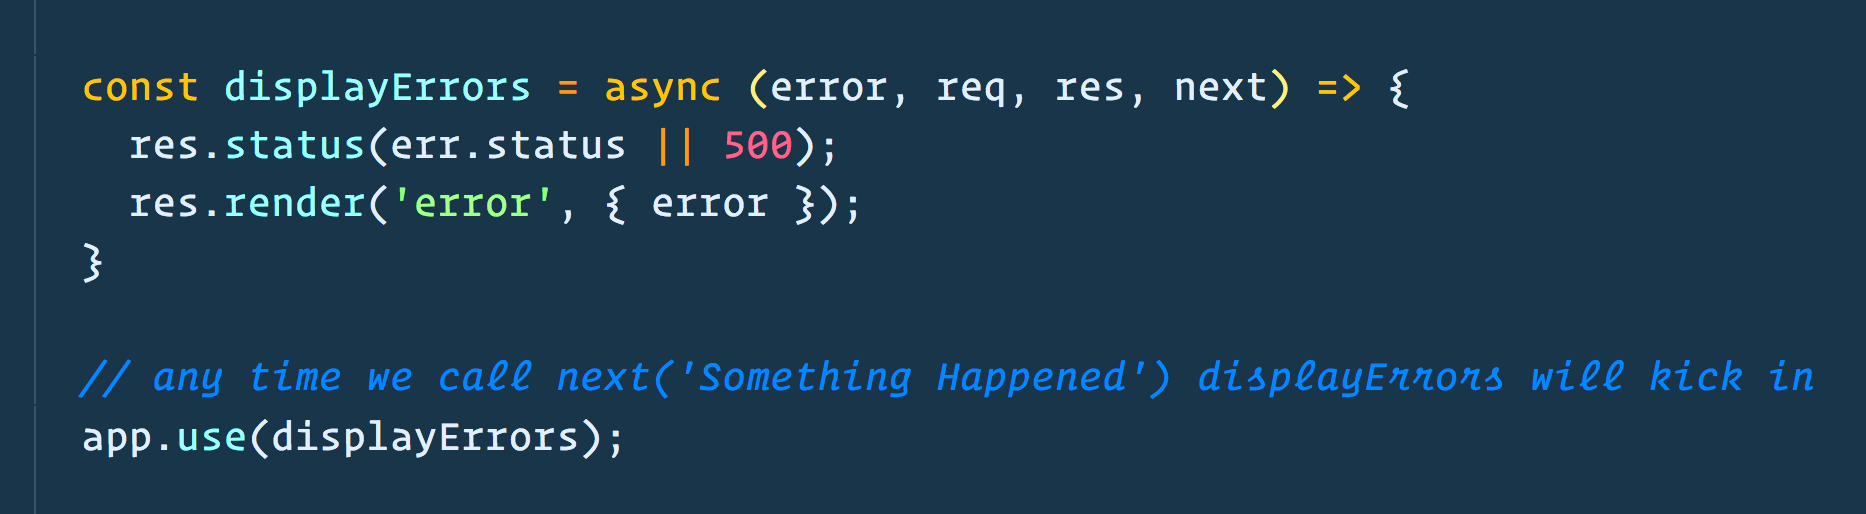 const displayErrors = async (error, req, res, next) => {
  res.status(err.status || 500);
  res.render('error', { error });
}
// any time we call next('Something Happened') displayErrors will kick in
app.use(displayErrors);